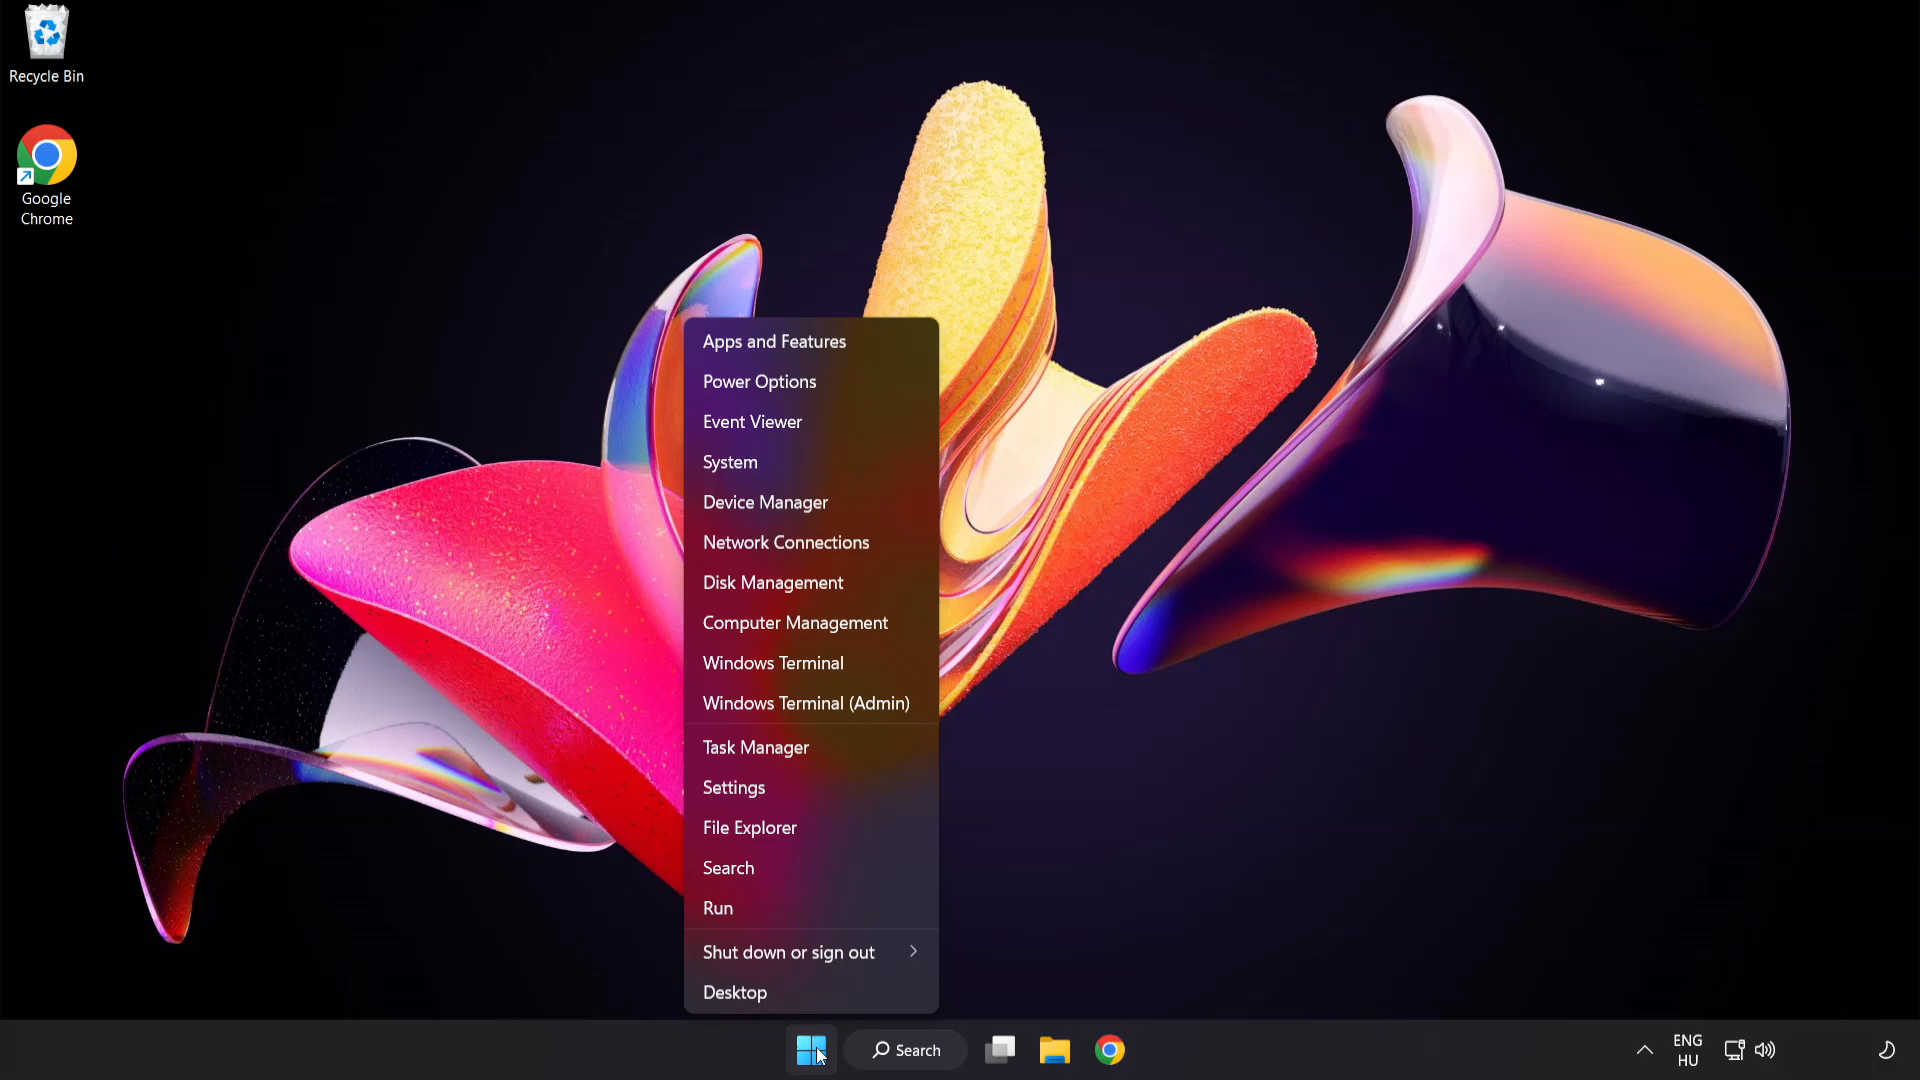 Recycle Bin
Google
Chrome
Apps and Features
Power Options
Event Viewer
System
Device Manager
Network Connections
Disk Management
Computer Management
Windows Terminal
Windows Terminal (Admin)
Task Manager
Settings
File Explorer
Search
Run
Shut down or sign out
Desktop
Search
ENG
HU